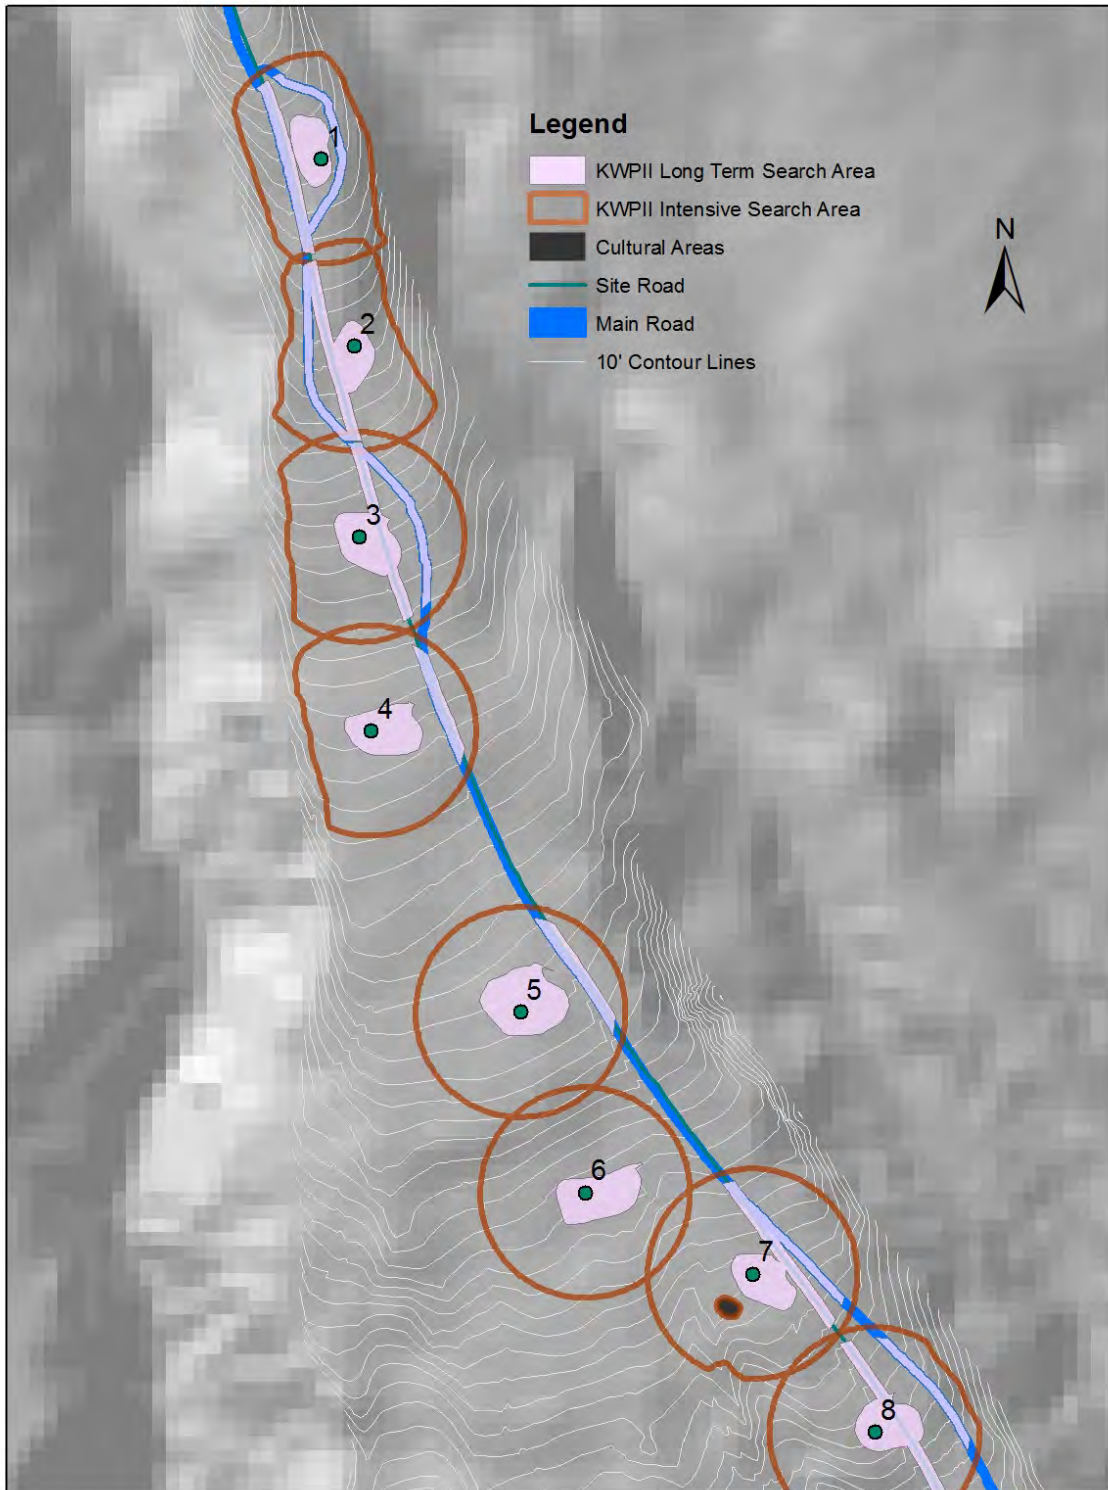 1
Legend
KWPII Long Term Search Area
KWPII Intensive Search Area
Cultural Areas
Site Road
Main Road
10' Contour Lines
N
2
3
4
5
6
7
8